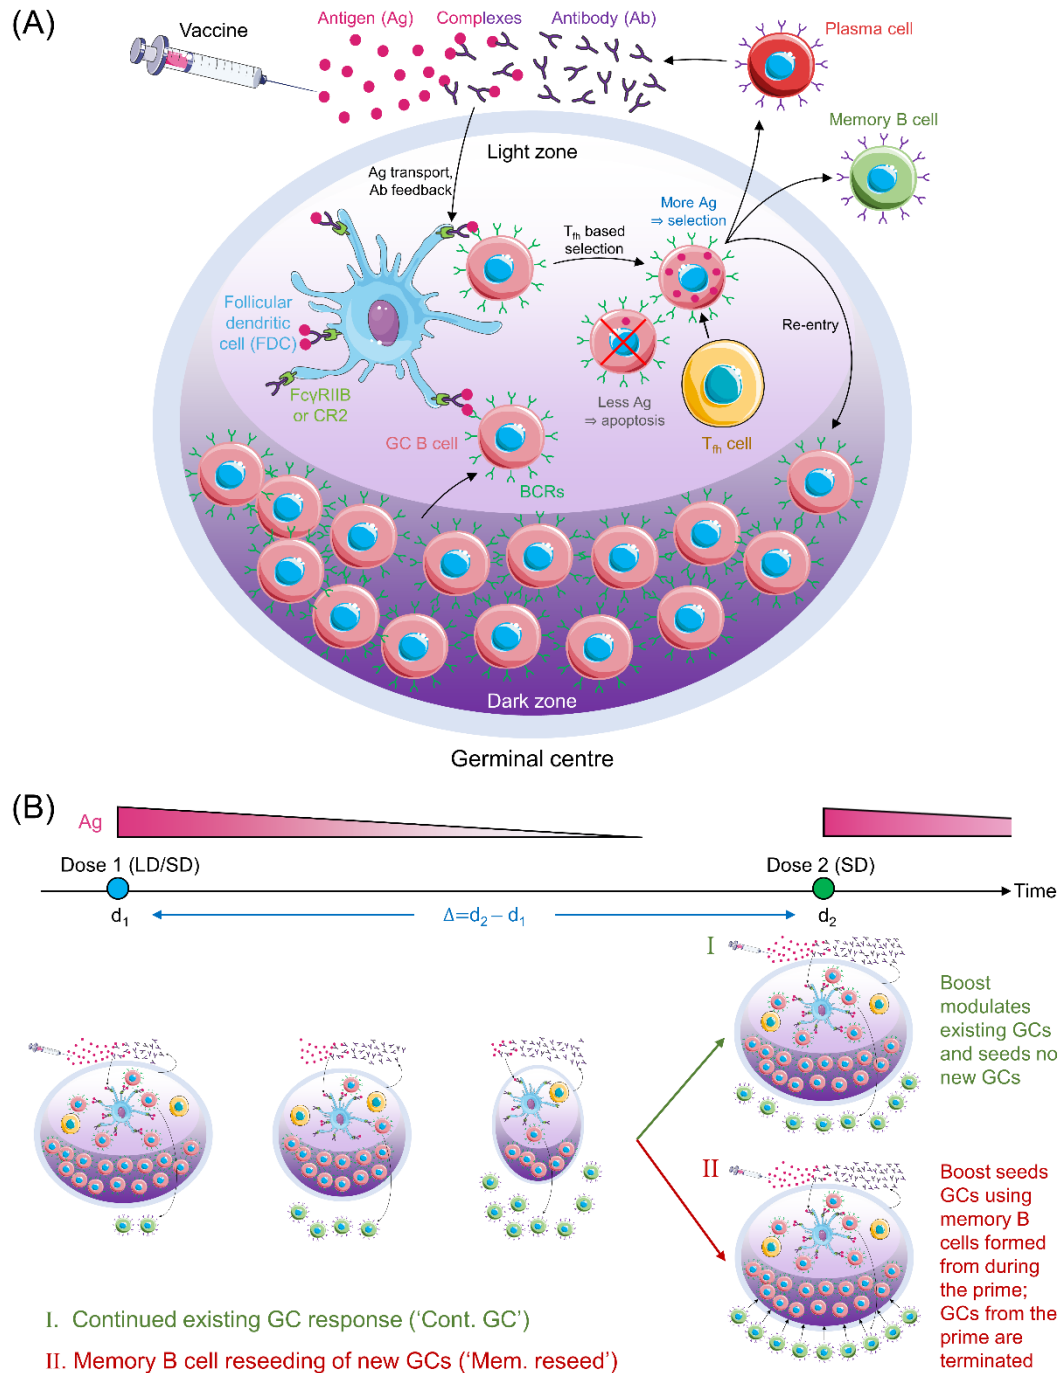 (A)
Vaccine
Antigen (Ag)
Complexes
Antibody (Ab)
Plasma cell
Memory B cell
Light zone
Ag transport,
Ab feedback
More Ag
⇒ selection
Tfh based
selection
Follicular
dendritic
cell (FDC)
Re-entry
FcγRIIB
or CR2
Less Ag
⇒ apoptosis
GC B cell
Tfh cell
BCRs
Dark zone
Germinal centre
(B)
Ag
Dose 1 (LD/SD)
Dose 2 (SD)
Time
d1
Δ=d2− d1
d2
I
Boost
modulates
existing GCs
and seeds no
new GCs
II
Boost seeds
GCs using
memory B
cells formed
from during
the prime;
GCs from the
prime are
terminated
I. Continued existing GC response (‘Cont. GC’)
II. Memory B cell reseeding of new GCs (‘Mem. reseed’)